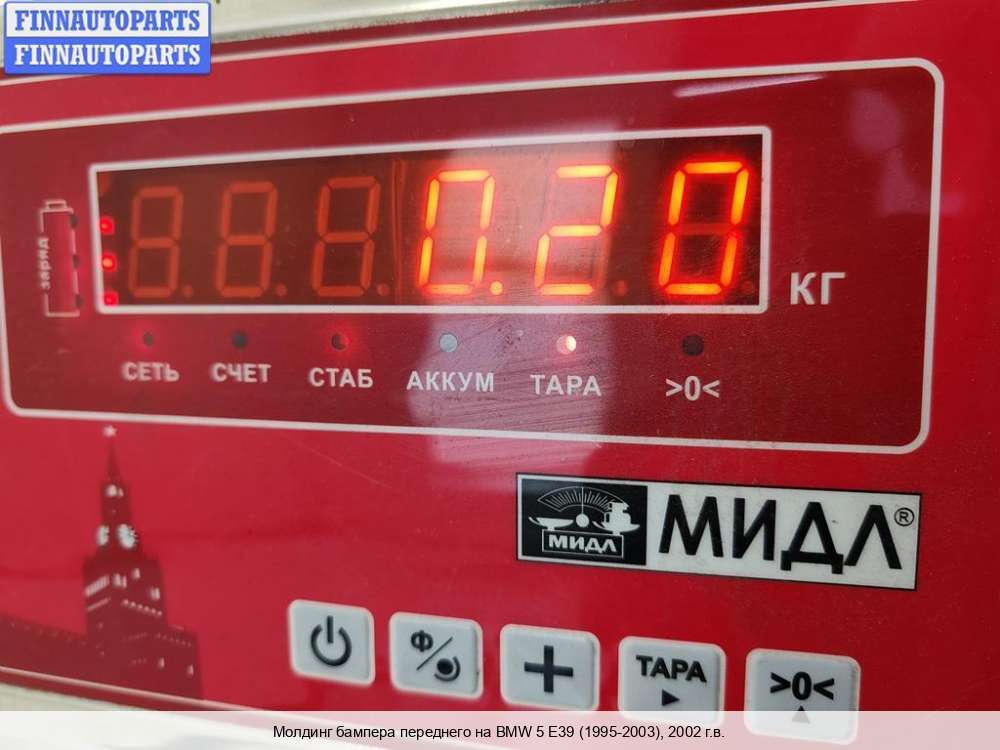 FINNAUTOPARTS
FINNAUTOPARTS
0.20
КГ
заряд
СЕТЬ СЧЕТ СТАБ АККУМ ТАРА >0<
МИДЛ МИДЛ®
Ф
+
ТАРА
>0<
Молдинг бампера переднего на BMW 5 E39 (1995-2003), 2002 г.в.